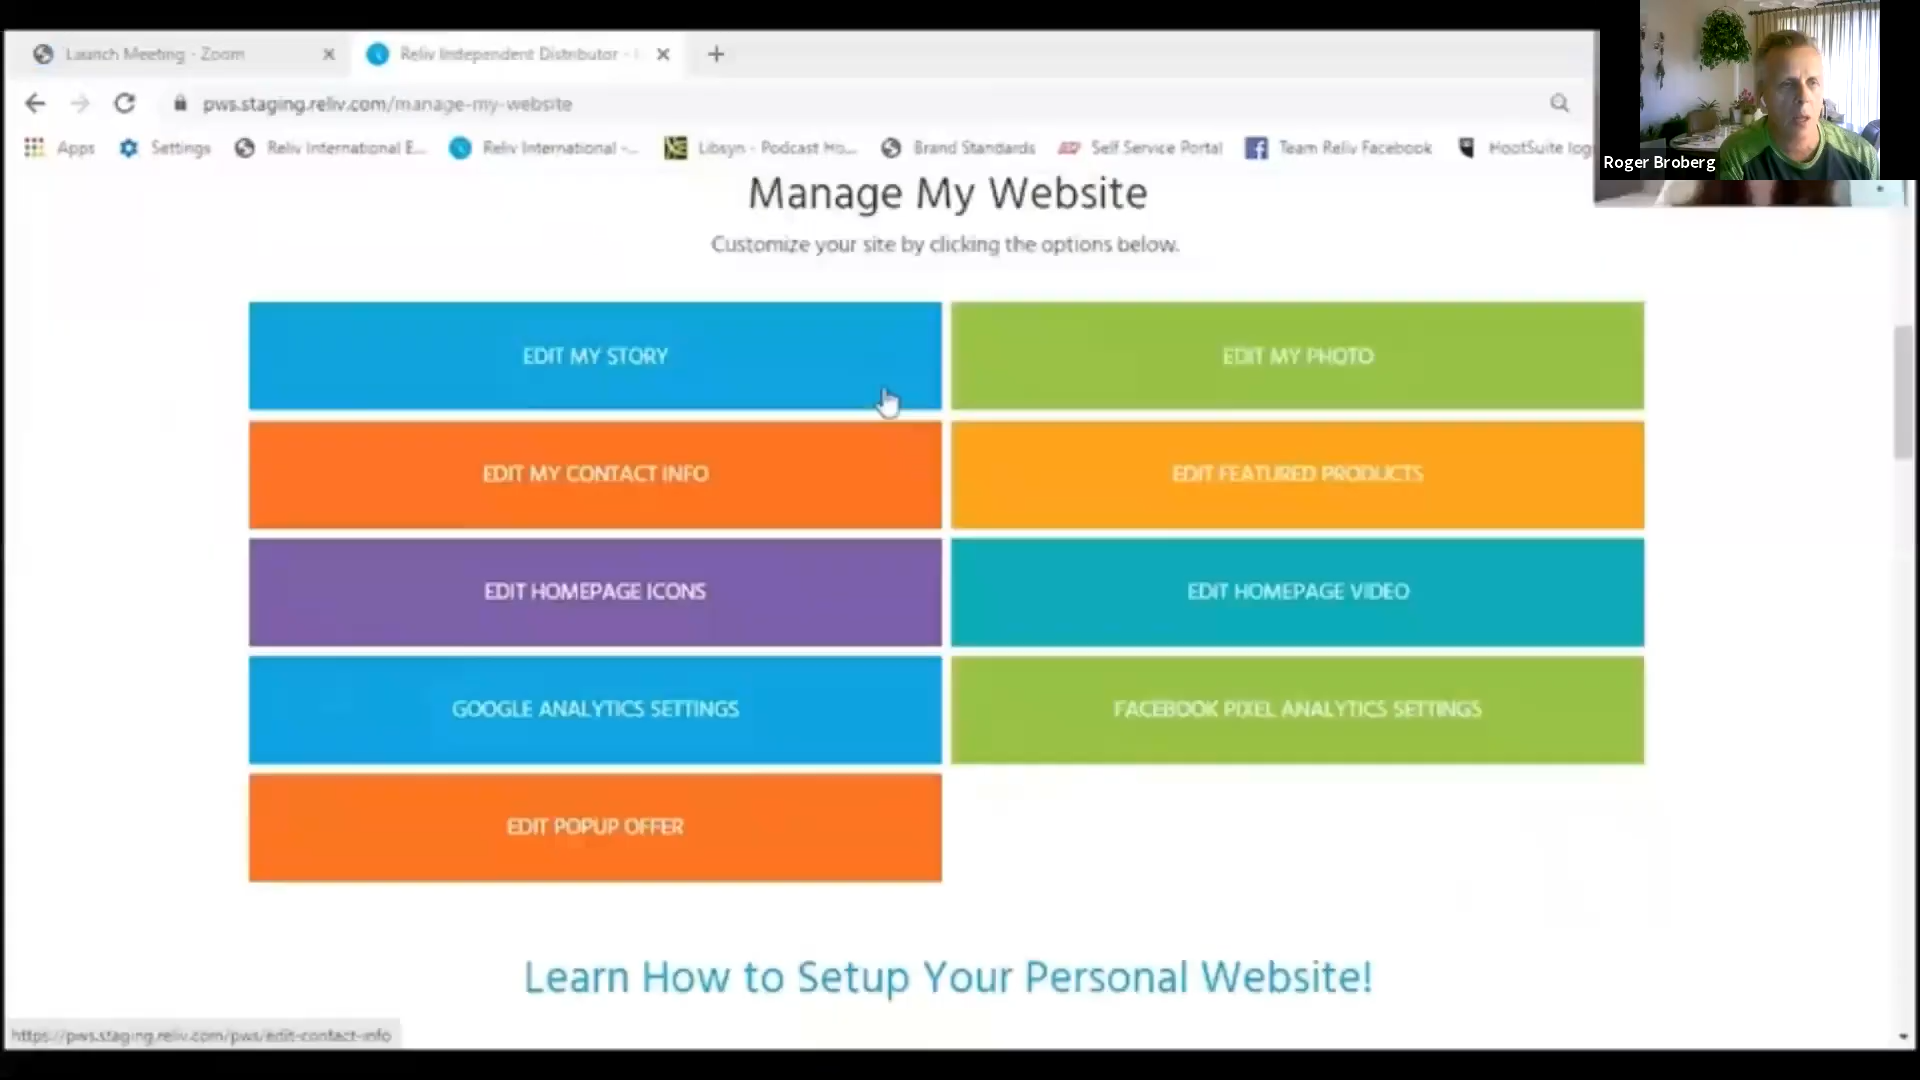 Launch Meeting - Zoom
Reliv Independent Distributor -
pws.staging.reliv.com/manage-my-website
Apps Settings Reliv International E... Reliv International -... Libsyn - Podcast Ho... Brand Standards Self Service Portal Team Reliv Facebook HootSuite log
Roger Broberg
Manage My Website
Customize your site by clicking the options below.
EDIT MY STORY
EDIT MY PHOTO
EDIT MY CONTACT INFO
EDIT FEATURED PRODUCTS
EDIT HOMEPAGE ICONS
EDIT HOMEPAGE VIDEO
GOOGLE ANALYTICS SETTINGS
FACEBOOK PIXEL ANALYTICS SETTINGS
EDIT POPUP OFFER
Learn How to Setup Your Personal Website!
https://pws.staging.reliv.com/pws/edit-contact-info